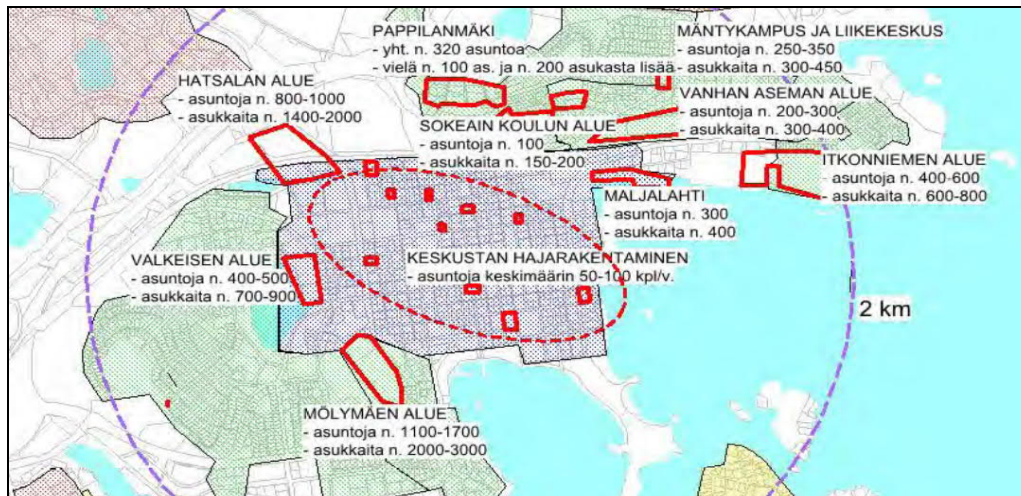 PAPPILANMÄKI
- yht. n. 320 asuntoa
- vielä n. 100 as. ja n. 200 asukasta lisää
MÄNTYKAMPUS JA LIIKEKESKUS
- asuntoja n. 250-350
- asukkaita n. 300-450
HATSALAN ALUE
- asuntoja n. 800-1000
- asukkaita n. 1400-2000
VANHAN ASEMAN ALUE
- asuntoja n. 200-300
- asukkaita n. 300-400
SOKEAIN KOULUN ALUE
- asuntoja n. 100
- asukkaita n. 150-200
ITKONNIEMEN ALUE
- asuntoja n. 400-600
- asukkaita n. 600-800
MALJALAHTI
- asuntoja n. 300
- asukkaita n. 400
VALKEISEN ALUE
- asuntoja n. 400-500
- asukkaita n. 700-900
KESKUSTAN HAJARAKENTAMINEN
- asuntoja keskimäärin 50-100 kpl/v.
2 km
MÖLYMÄEN ALUE
- asuntoja n. 1100-1700
- asukkaita n. 2000-3000